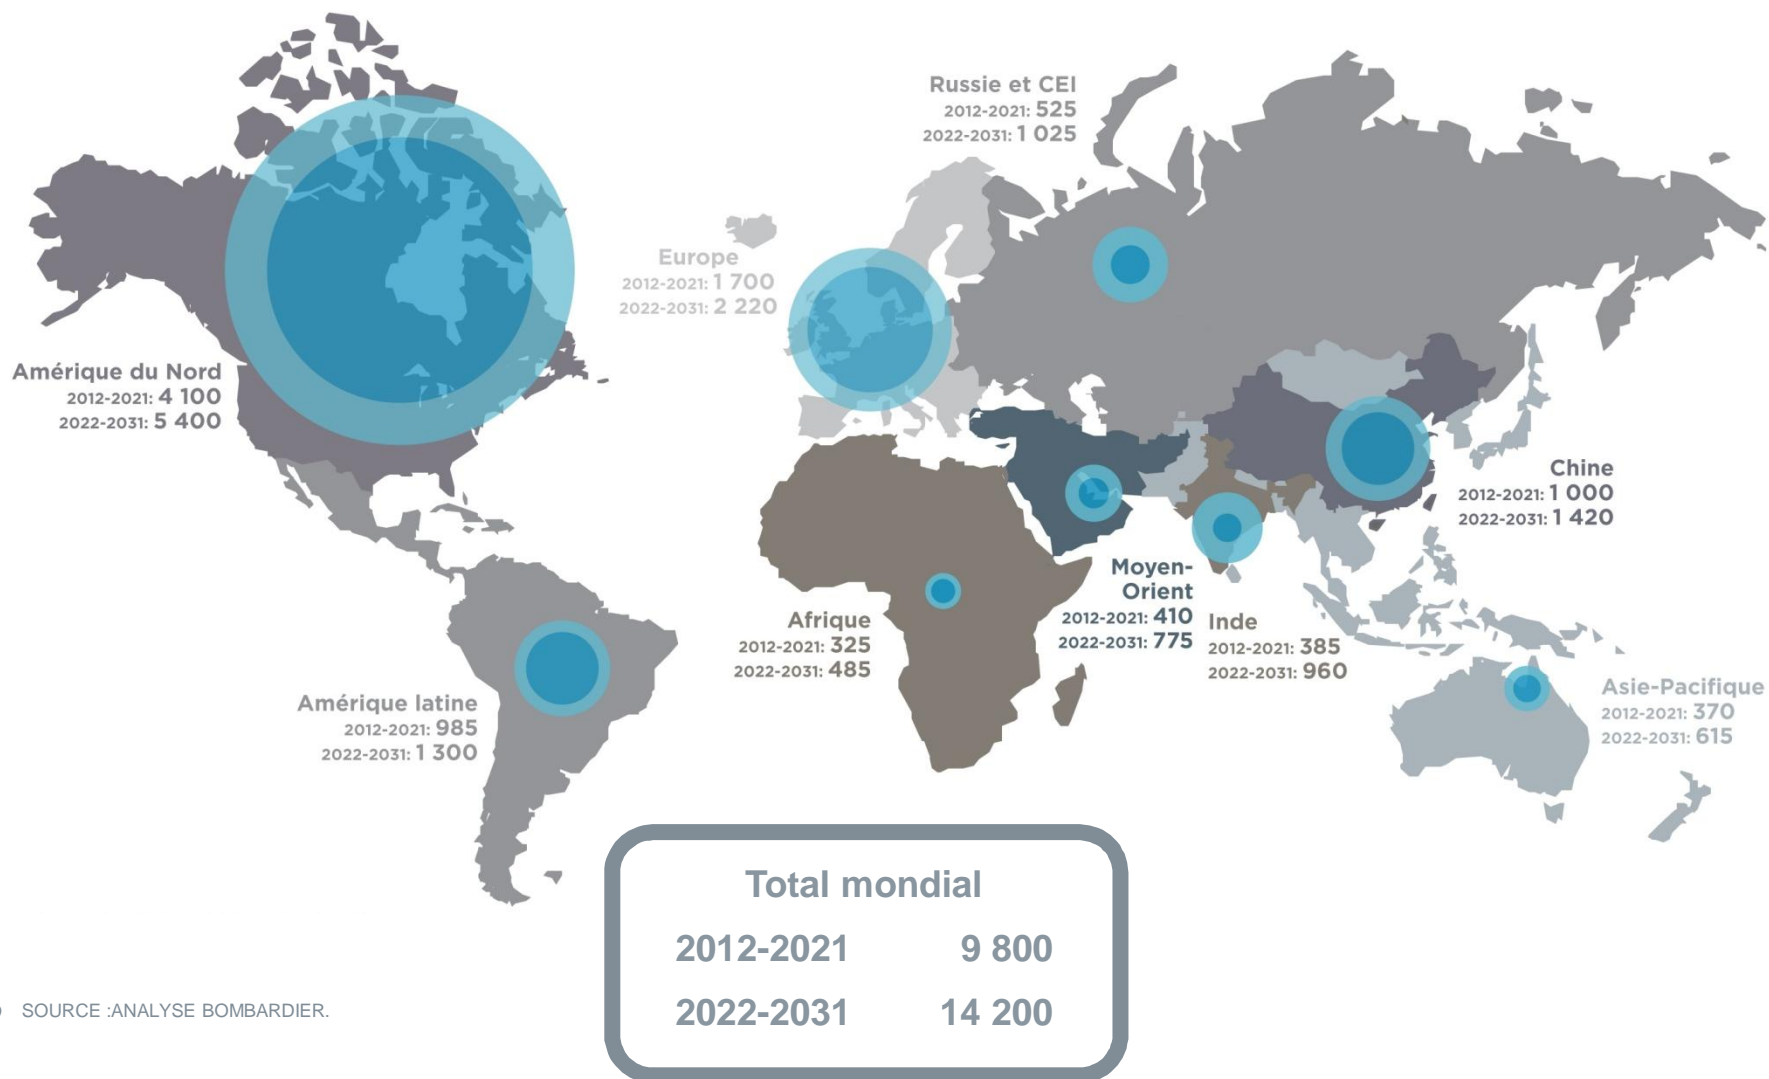 Russie et CEI
2012-2021: 525
2022-2031: 1 025
Europe
2012-2021: 1 700
2022-2031: 2 220
Amérique du Nord
2012-2021: 4 100
2022-2031: 5 400
Chine
2012-2021: 1 000
2022-2031: 1 420
Moyen-
Orient
2012-2021: 410
2022-2031: 775
Inde
2012-2021: 385
2022-2031: 960
Afrique
2012-2021: 325
2022-2031: 485
Amérique latine
2012-2021: 985
2022-2031: 1 300
Asie-Pacifique
2012-2021: 370
2022-2031: 615
Total mondial
2012-2021 9 800
2022-2031 14 200
SOURCE :ANALYSE BOMBARDIER.